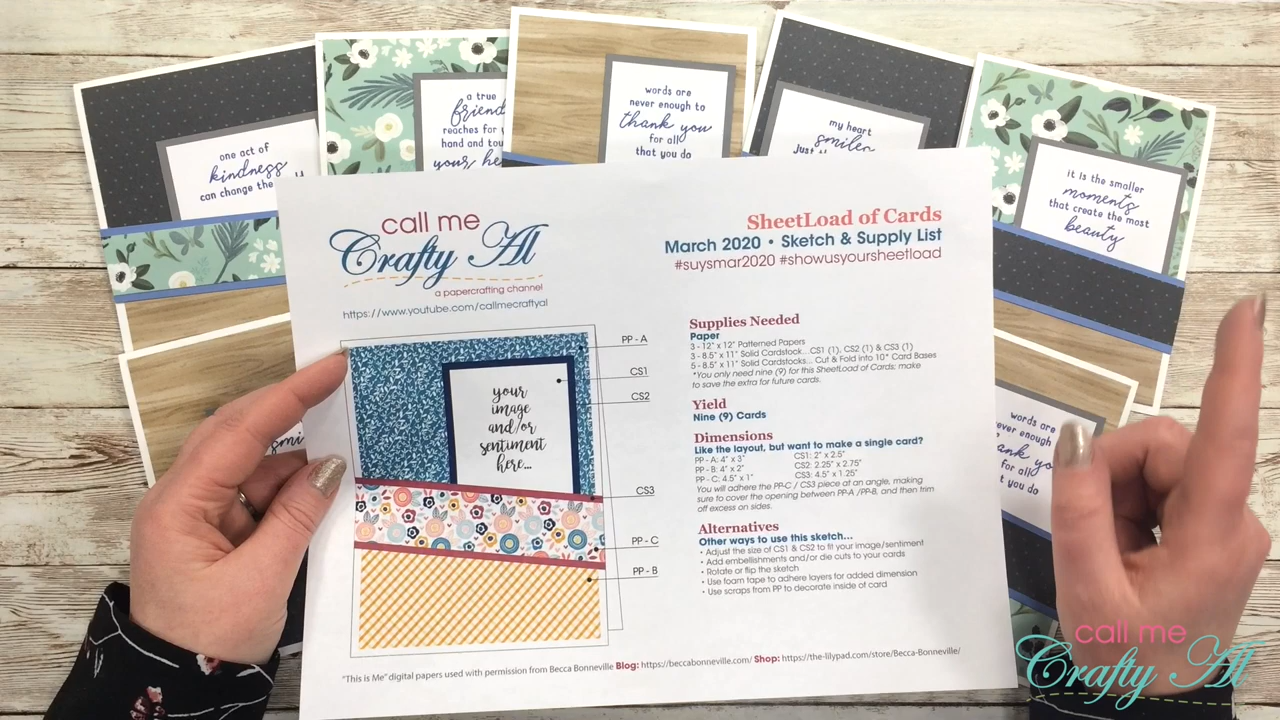 one act of
kindness
can change the
a true
friend
reaches for
hand and
your
words are
never enough to
thank you
for all
that you do
my heart
smiles
it is the smaller
moments
that create the most
beauty
call me
Crafty Al
a papercrafting channel
https://www.youtube.com/callmecraftyal
SheetLoad of Cards
March 2020 • Sketch & Supply List
#suysmar2020 #showusyoursheetload
PP - A
CS1
CS2
your
image
and/or
sentiment
here...
CS3
PP - C
PP - B
Supplies Needed
Paper
3 - 12" x 12" Patterned Papers
3 - 8.5" x 11" Solid Cardstock... CS1 (1), CS2 (1) & CS3 (1)
5 - 8.5" x 11" Solid Cardstock... Cut & Fold into 10* Card Bases
*You only need nine (9) for this SheetLoad of Cards; make
to save the extra for future cards.
Yield
Nine (9) Cards
Dimensions
Like the layout, but want to make a single card?
PP - A: 4" x 3" CS1: 2" x 2.5"
PP - B: 4" x 2" CS2: 2.25" x 2.75"
PP - C: 4.5" x 1" CS3: 4.5" x 1.25"
You will adhere the PP-C / CS3 piece at an angle, making
sure to cover the opening between PP-A /PP-B, and then trim
off excess on sides.
Alternatives
Other ways to use this sketch...
• Adjust the size of CS1 & CS2 to fit your image/sentiment
• Add embellishments and/or die cuts to your cards
• Rotate or flip the sketch
• Use foam tape to adhere layers for added dimension
• Use scraps from PP to decorate inside of card
"This is Me" digital papers used with permission from Becca Bonneville Blog: https://beccabonneville.com/ Shop: https://the-lilypad.com/store/Becca-Bonneville/
words are
enough
for all
you do
call me
Crafty Al